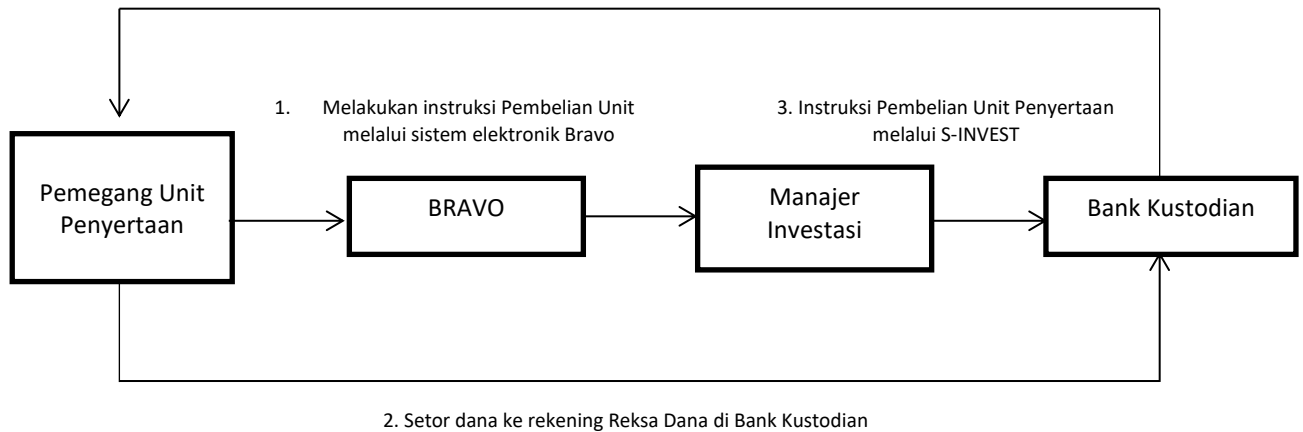 1. Melakukan instruksi Pembelian Unit
melalui sistem elektronik Bravo
3. Instruksi Pembelian Unit Penyertaan
melalui S-INVEST
Pemegang Unit
Penyertaan
BRAVO
Manajer
Investasi
Bank Kustodian
2. Setor dana ke rekening Reksa Dana di Bank Kustodian